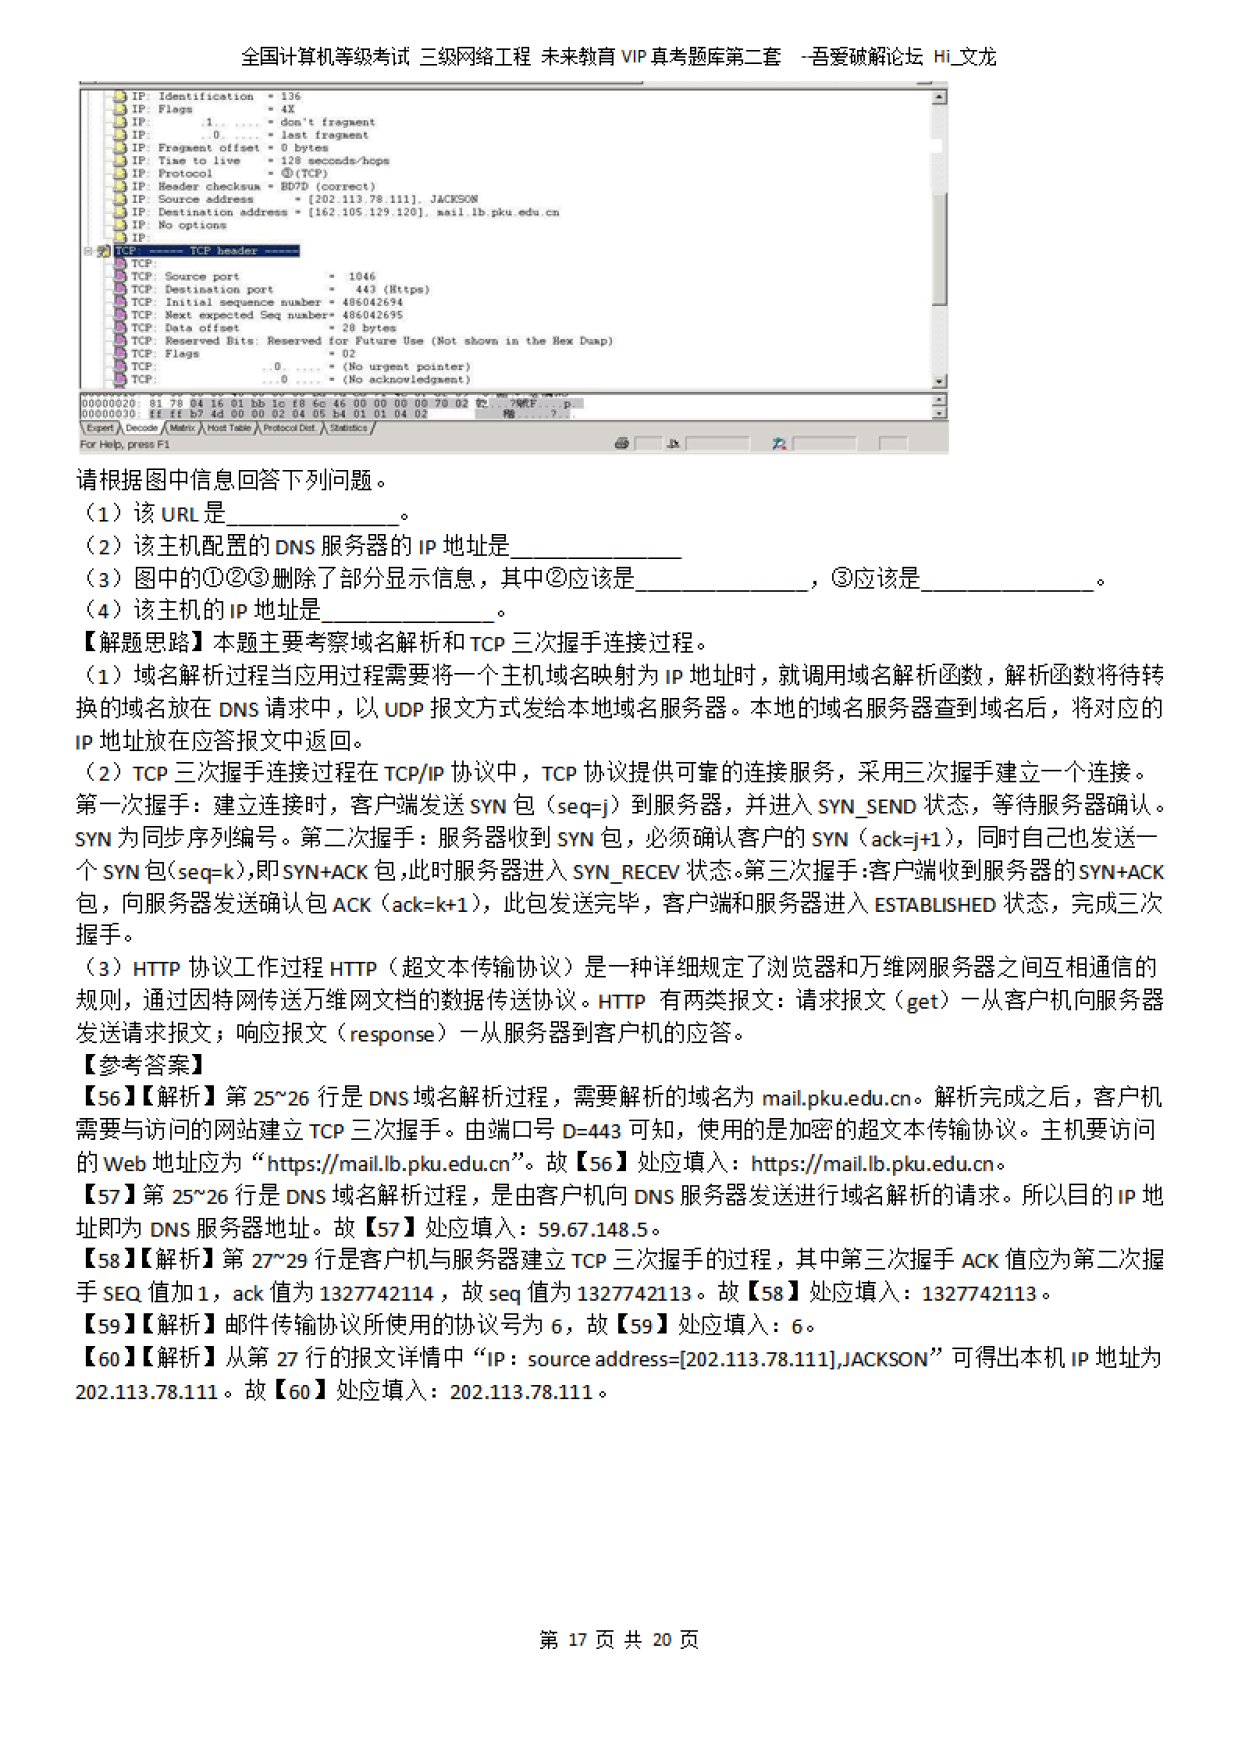 全国计算机等级考试 三级网络工程 未来教育 VIP 真考题库第二套 --吾爱破解论坛 Hi_文龙
IP: Identification = 136
IP: Flags = 4X
IP: .1.. .... = don't fragment
IP: ..0. .... = last fragment
IP: Fragment offset = 0 bytes
IP: Time to live = 128 seconds/hops
IP: Protocol = ①(TCP)
IP: Header checksum = BD7D (correct)
IP: Source address = [202.113.78.111], JACKSON
IP: Destination address = [162.105.129.120], mail.lb.pku.edu.cn
IP: No options
IP:
TCP: ----- TCP header -----
TCP:
TCP: Source port = 1046
TCP: Destination port = 443 (Https)
TCP: Initial sequence number = 486042694
TCP: Next expected Seq number= 486042695
TCP: Data offset = 28 bytes
TCP: Reserved Bits: Reserved for Future Use (Not shown in the Hex Dump)
TCP: Flags = 02
TCP: ..0. .... = (No urgent pointer)
TCP: ...0 .... = (No acknowledgment)
00000020: 81 78 04 16 01 bb 1c f8 6c 46 00 00 00 00 70 02
00000030: ff ff b7 4d 00 00 02 04 05 b4 01 01 04 02
Expert Decode Matrix Host Table Protocol Dist. Statistics
For Help, press F1
请根据图中信息回答下列问题。
（1）该 URL 是_______________。
（2）该主机配置的 DNS 服务器的 IP 地址是_______________
（3）图中的①②③删除了部分显示信息，其中②应该是_______________，③应该是_______________。
（4）该主机的 IP 地址是_______________。
【解题思路】本题主要考察域名解析和 TCP 三次握手连接过程。
（1）域名解析过程当应用过程需要将一个主机域名映射为 IP 地址时，就调用域名解析函数，解析函数将待转
换的域名放在 DNS 请求中，以 UDP 报文方式发给本地域名服务器。本地的域名服务器查到域名后，将对应的
IP 地址放在应答报文中返回。
（2）TCP 三次握手连接过程在 TCP/IP 协议中，TCP 协议提供可靠的连接服务，采用三次握手建立一个连接。
第一次握手：建立连接时，客户端发送 SYN 包（seq=j）到服务器，并进入 SYN_SEND 状态，等待服务器确认。
SYN 为同步序列编号。第二次握手：服务器收到 SYN 包，必须确认客户的 SYN（ack=j+1），同时自己也发送一
个 SYN 包(seq=k),即 SYN+ACK 包,此时服务器进入 SYN_RECEV 状态。第三次握手:客户端收到服务器的 SYN+ACK
包，向服务器发送确认包 ACK（ack=k+1），此包发送完毕，客户端和服务器进入 ESTABLISHED 状态，完成三次
握手。
（3）HTTP 协议工作过程 HTTP（超文本传输协议）是一种详细规定了浏览器和万维网服务器之间互相通信的
规则，通过因特网传送万维网文档的数据传送协议。HTTP 有两类报文：请求报文（get）—从客户机向服务器
发送请求报文；响应报文（response）—从服务器到客户机的应答。
【参考答案】
【56】【解析】第 25~26 行是 DNS 域名解析过程，需要解析的域名为 mail.pku.edu.cn。解析完成之后，客户机
需要与访问的网站建立 TCP 三次握手。由端口号 D=443 可知，使用的是加密的超文本传输协议。主机要访问
的 Web 地址应为“https://mail.lb.pku.edu.cn”。故【56】处应填入：https://mail.lb.pku.edu.cn。
【57】第 25~26 行是 DNS 域名解析过程，是由客户机向 DNS 服务器发送进行域名解析的请求。所以目的 IP 地
址即为 DNS 服务器地址。故【57】处应填入：59.67.148.5。
【58】【解析】第 27~29 行是客户机与服务器建立 TCP 三次握手的过程，其中第三次握手 ACK 值应为第二次握
手 SEQ 值加 1，ack 值为 1327742114，故 seq 值为 1327742113。故【58】处应填入：1327742113。
【59】【解析】邮件传输协议所使用的协议号为 6，故【59】处应填入：6。
【60】【解析】从第 27 行的报文详情中“IP：source address=[202.113.78.111],JACKSON”可得出本机 IP 地址为
202.113.78.111。故【60】处应填入：202.113.78.111。
第 17 页 共 20 页